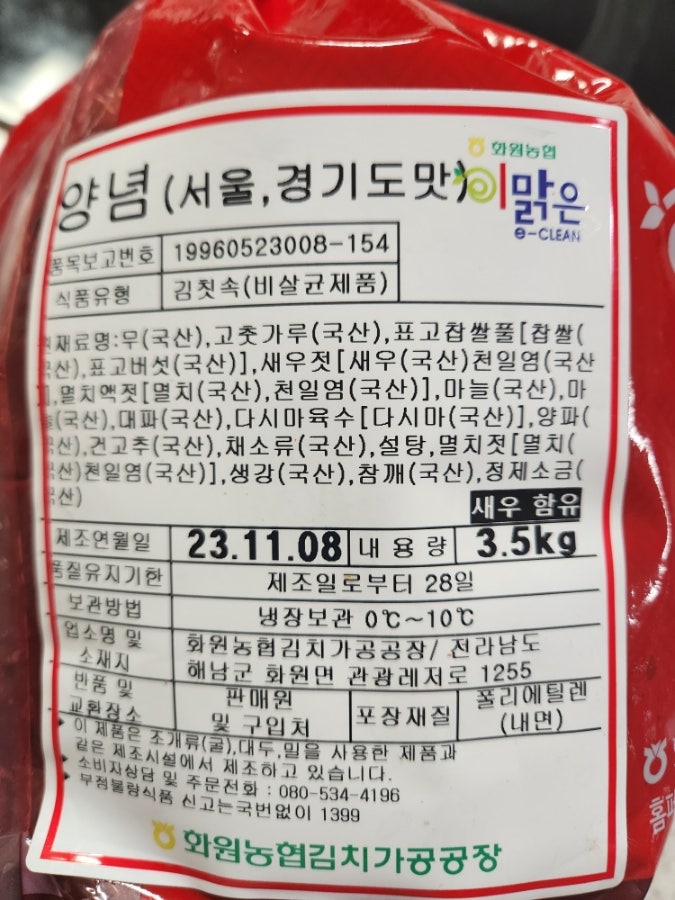 화원농협
양념(서울,경기도맛)
이맑은
e-CLEAN
품목보고번호 19960523008-154
식품유형 김칫속(비살균제품)
원재료명:무(국산),고춧가루(국산),표고찹쌀풀[찹쌀(
국산),표고버섯(국산)],새우젓[새우(국산)천일염(국산
)],멸치액젓[멸치(국산),천일염(국산)],마늘(국산),마
늘(국산),대파(국산),다시마육수[다시마(국산)],양파(
국산),건고추(국산),채소류(국산),설탕,멸치젓[멸치(
국산)천일염(국산)],생강(국산),참깨(국산),정제소금(
국산)
새우 함유
제조연월일 23.11.08 내용량 3.5kg
품질유지기한 제조일로부터 28일
보관방법 냉장보관 0℃~10℃
업소명 및 소재지 화원농협김치가공공장/ 전라남도
해남군 화원면 관광레저로 1255
반품 및 교환장소 판매원 및 구입처 포장재질 폴리에틸렌 (내면)
이 제품은 조개류(굴),대두,밀을 사용한 제품과
같은 제조시설에서 제조하고 있습니다.
소비자상담 및 주문전화 : 080-534-4196
부정불량식품 신고는국번없이 1399
화원농협김치가공공장